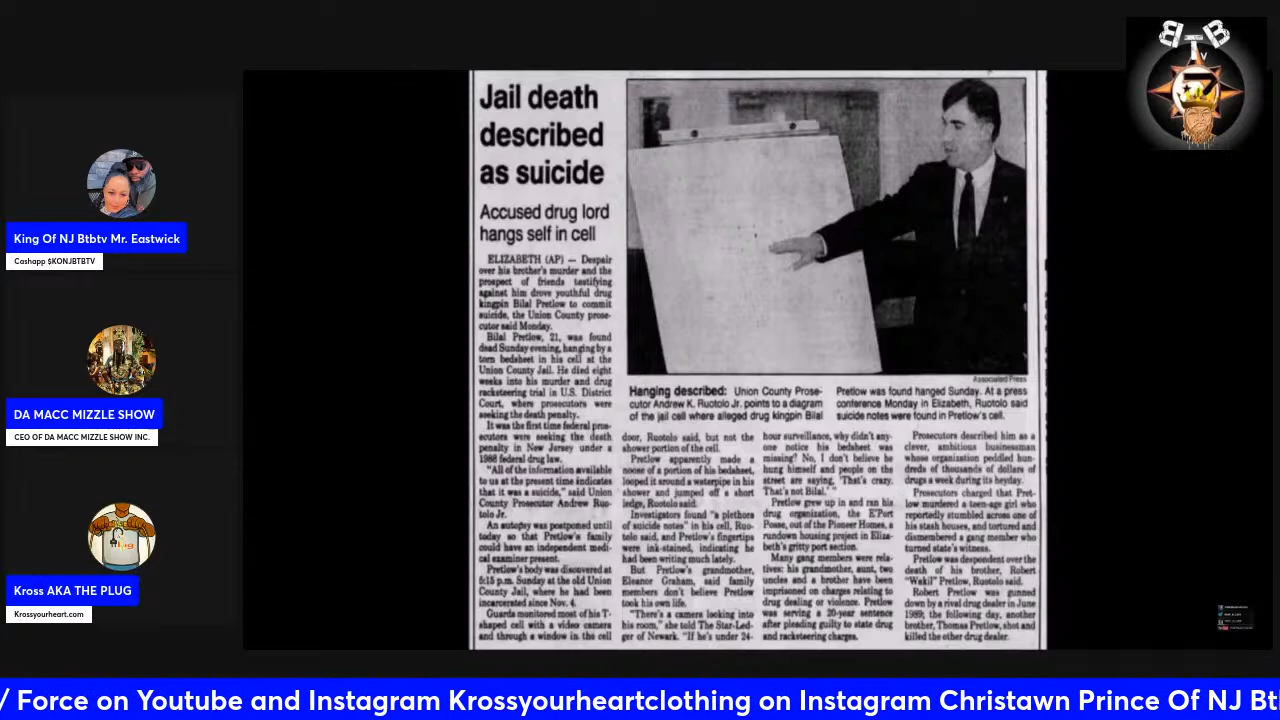 BTB
TV
King Of NJ Btbtv Mr. Eastwick
Cashapp $KONJBTBTV
DA MACC MIZZLE SHOW
CEO OF DA MACC MIZZLE SHOW INC.
Kross AKA THE PLUG
Krossyourheart.com
Jail death
described
as suicide
Accused drug lord
hangs self in cell
ELIZABETH (AP) — Despair
over his brother's murder and the
prospect of friends testifying
against him drove youthful drug
kingpin Bilal Pretlow to commit
suicide, the Union County prose-
cutor said Monday.
Bilal Pretlow, 21, was found
dead Sunday evening, hanging by a
torn bedsheet in his cell at the
Union County Jail. He died eight
weeks into his murder and drug
racketeering trial in U.S. District
Court, where prosecutors were
seeking the death penalty.
It was the first time federal pros-
ecutors were seeking the death
penalty in New Jersey under a
1988 federal drug law.
"All of the information available
to us at the present time indicates
that it was a suicide," said Union
County Prosecutor Andrew Ruo-
tolo Jr.
An autopsy was postponed until
today so that Pretlow's family
could have an independent medi-
cal examiner present.
Pretlow's body was discovered at
6:15 p.m. Sunday at the old Union
County Jail, where he had been
incarcerated since Nov. 4.
Guards monitored most of his T-
shaped cell with a video camera
and through a window in the cell
Associated Press
Hanging described: Union County Prose-
cutor Andrew K. Ruotolo Jr. points to a diagram
of the jail cell where alleged drug kingpin Bilal
Pretlow was found hanged Sunday. At a press
conference Monday in Elizabeth, Ruotolo said
suicide notes were found in Pretlow's cell.
door, Ruotolo said, but not the
shower portion of the cell.
Pretlow apparently made a
noose of a portion of his bedsheet,
looped it around a waterpipe in his
shower and jumped off a short
ledge, Ruotolo said.
Investigators found "a plethora
of suicide notes" in his cell, Ruo-
tolo said, and Pretlow's fingertips
were ink-stained, indicating he
had been writing much lately.
But Pretlow's grandmother,
Eleanor Graham, said family
members don't believe Pretlow
took his own life.
"There's a camera looking into
his room," she told The Star-Led-
ger of Newark. "If he's under 24-
hour surveillance, why didn't any-
one notice his bedsheet was
missing? No, I don't believe he
hung himself and people on the
street are saying, 'That's crazy.
That's not Bilal.' "
Pretlow grew up in and ran his
drug organization, the E'Port
Posse, out of the Pioneer Homes, a
rundown housing project in Eliza-
beth's gritty port section.
Many gang members were rela-
tives: his grandmother, aunt, two
uncles and a brother have been
imprisoned on charges relating to
drug dealing or violence. Pretlow
was serving a 20-year sentence
after pleading guilty to state drug
and racketeering charges.
Prosecutors described him as a
clever, ambitious businessman
whose organization peddled hun-
dreds of thousands of dollars of
drugs a week during its heyday.
Prosecutors charged that Pret-
low murdered a teen-age girl who
reportedly stumbled across one of
his stash houses, and tortured and
dismembered a gang member who
turned state's witness.
Pretlow was despondent over the
death of his brother, Robert
"Wakil" Pretlow, Ruotolo said.
Robert Pretlow was gunned
down by a rival drug dealer in June
1989; the following day, another
brother, Thomas Pretlow, shot and
killed the other drug dealer.
/ Force on Youtube and Instagram Krossyourheartclothing on Instagram Christawn Prince Of NJ Bt